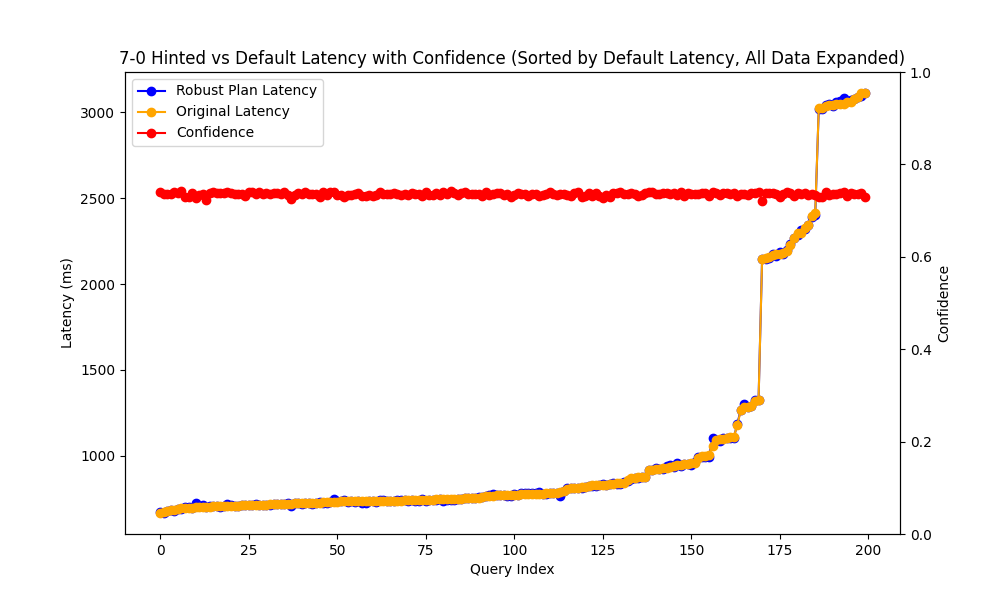 7-0 Hinted vs Default Latency with Confidence (Sorted by Default Latency, All Data Expanded)
Robust Plan Latency
Original Latency
Confidence
3000
2500
2000
1500
1000
Latency (ms)
1.0
0.8
0.6
0.4
0.2
0.0
Confidence
0 25 50 75 100 125 150 175 200
Query Index